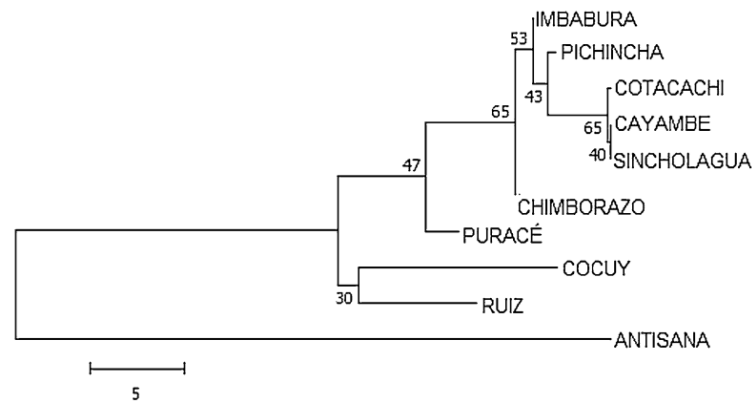 IMBABURA
53
PICHINCHA
43
COTACACHI
65
65
CAYAMBE
40
SINCHOLAGUA
47
CHIMBORAZO
PURACÉ
COCUY
30
RUIZ
ANTISANA
5